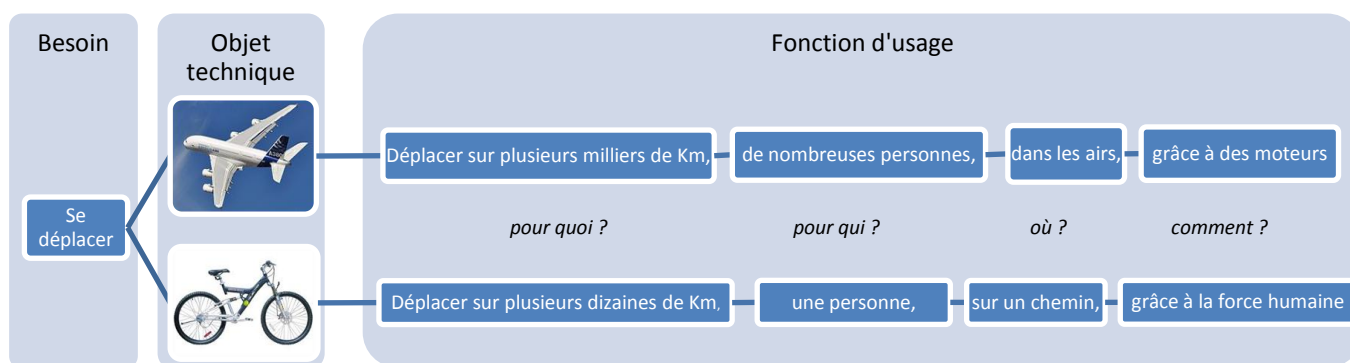 Besoin
Objet
technique
Fonction d'usage
Déplacer sur plusieurs milliers de Km,
de nombreuses personnes,
dans les airs,
grâce à des moteurs
Se
déplacer
pour quoi ?
pour qui ?
où ?
comment ?
Déplacer sur plusieurs dizaines de Km,
une personne,
sur un chemin,
grâce à la force humaine